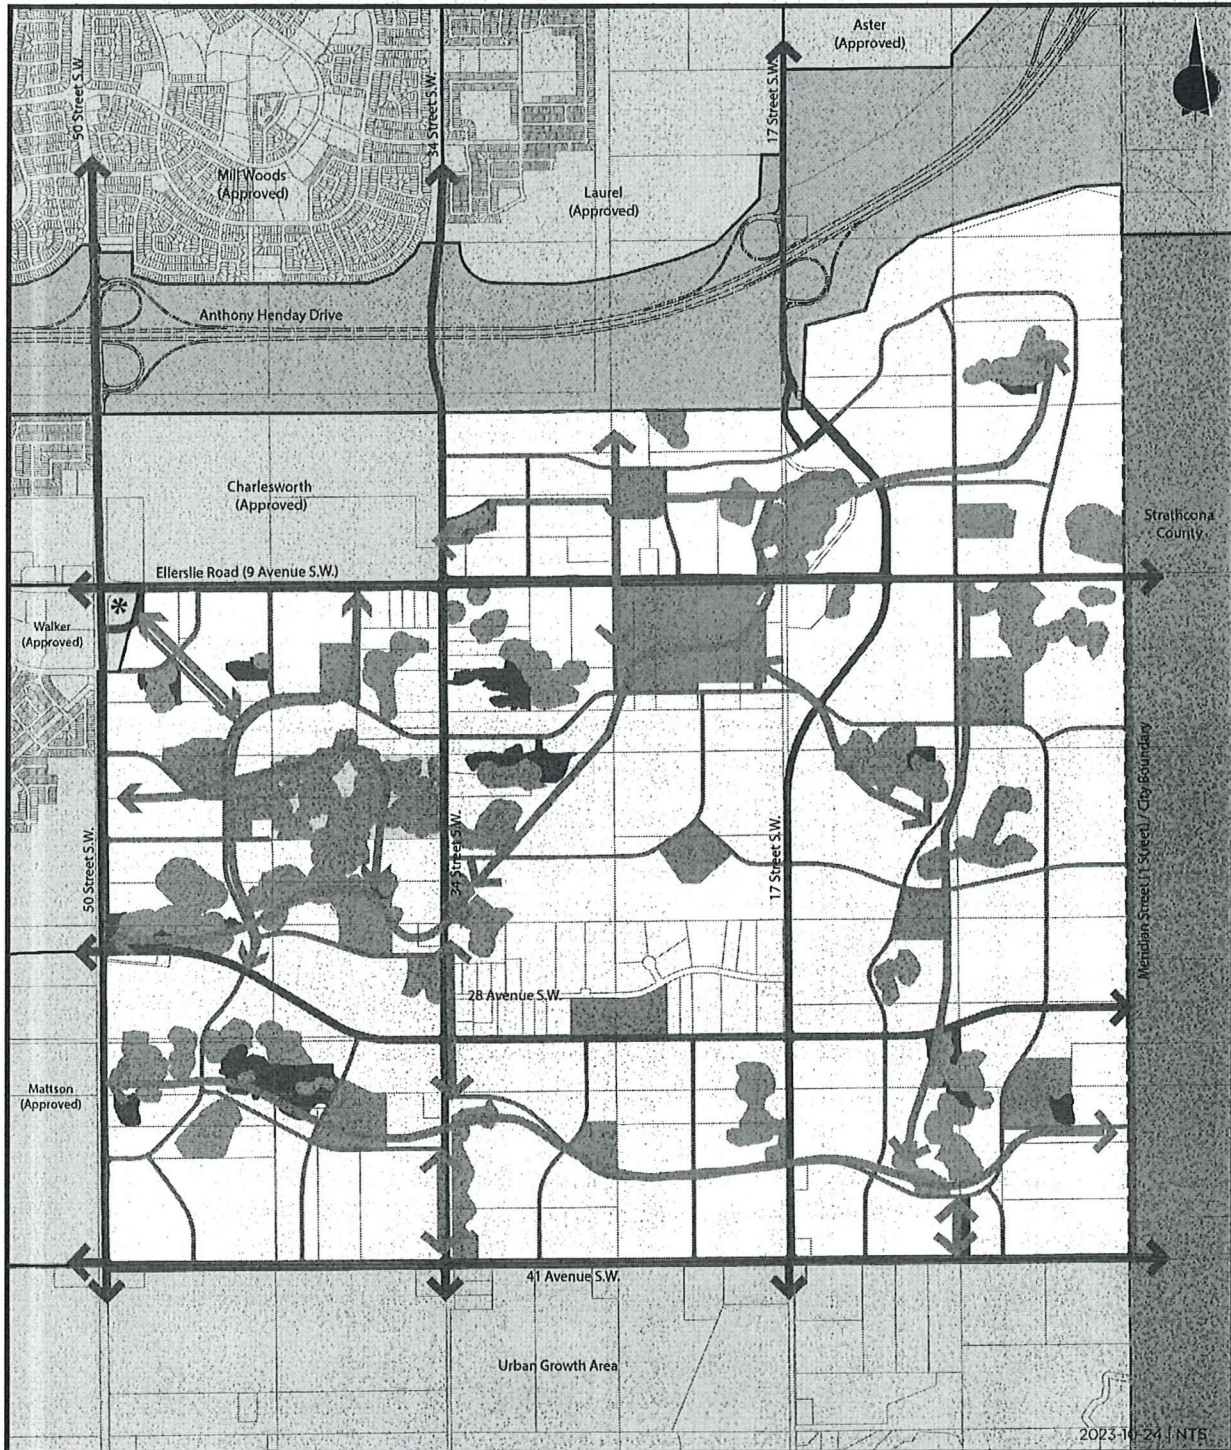 Aster
(Approved)
50 Street S.W.
34 Street S.W.
17 Street S.W.
Mill Woods
(Approved)
Laurel
(Approved)
Anthony Henday Drive
Charlesworth
(Approved)
Strathcona
County
Ellerslie Road (9 Avenue S.W.)
*
Walker
(Approved)
50 Street S.W.
34 Street S.W.
17 Street S.W.
Meridian Street (1 Street) / City Boundary
28 Avenue S.W.
Mattson
(Approved)
41 Avenue S.W.
Urban Growth Area
2023-10-24 | NTS